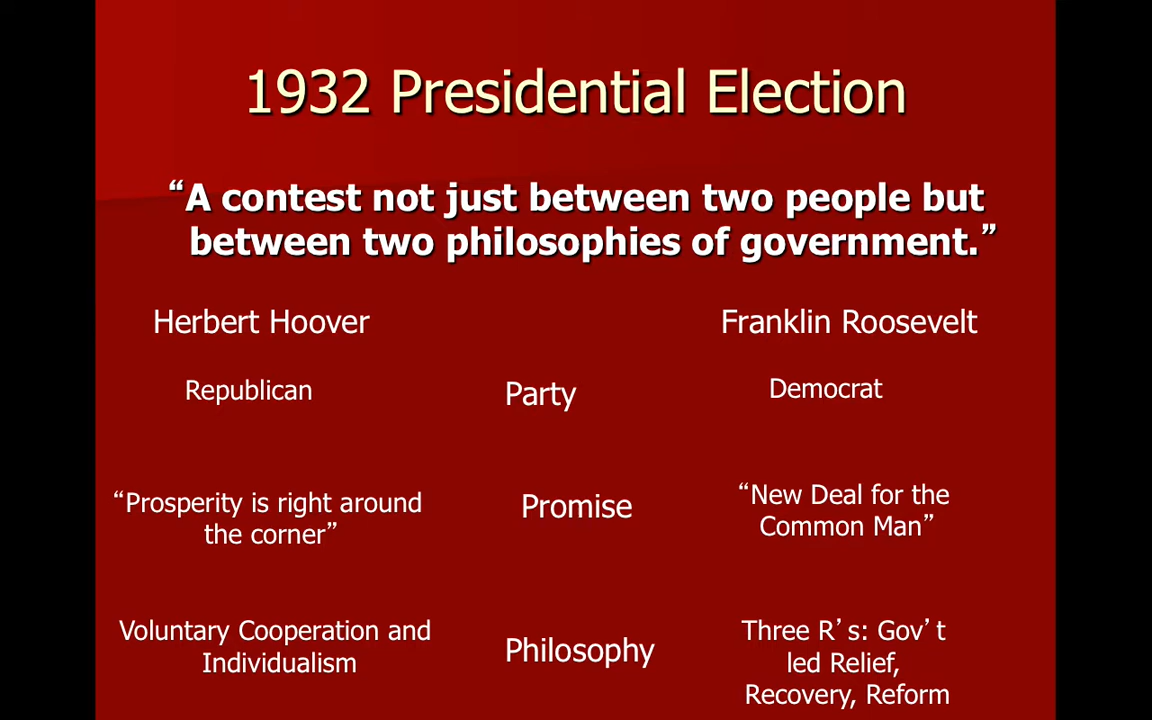 1932 Presidential Election
“A contest not just between two people but
between two philosophies of government.”
Herbert Hoover
Franklin Roosevelt
Republican
Party
Democrat
“Prosperity is right around
the corner”
Promise
“New Deal for the
Common Man”
Voluntary Cooperation and
Individualism
Philosophy
Three R’s: Gov’t
led Relief,
Recovery, Reform